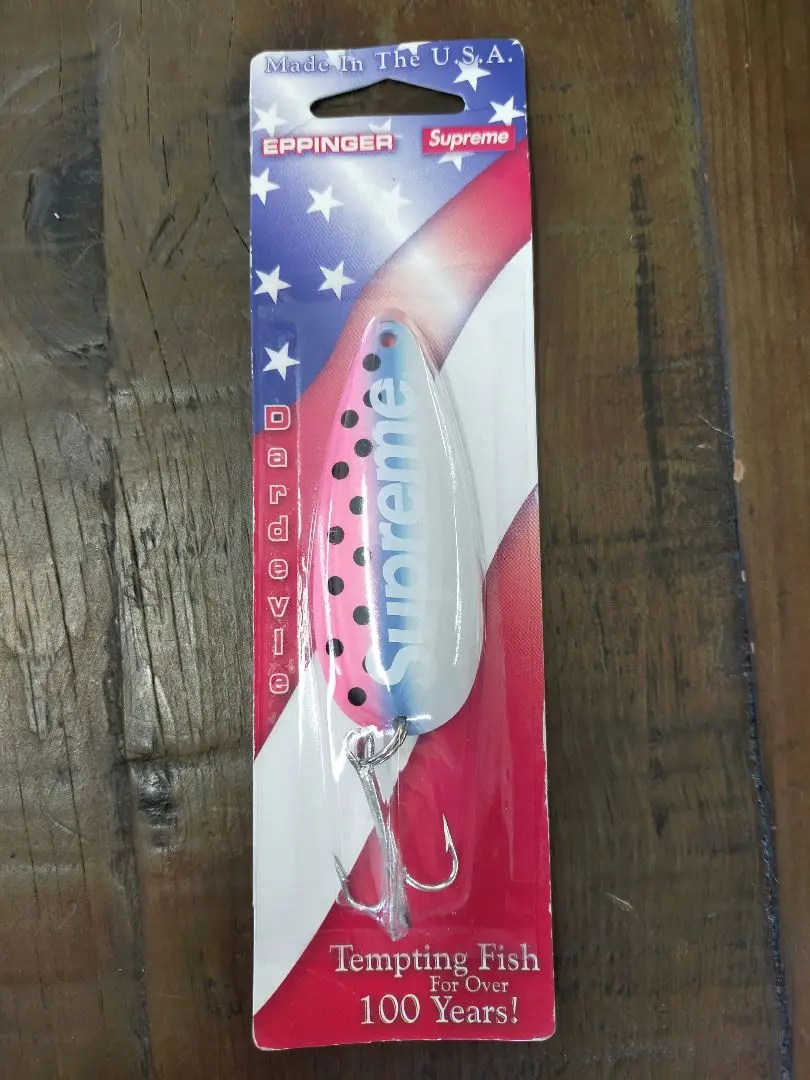 Made In The U.S.A.
EPPINGER
Supreme
Dardevle
Supreme
Tempting Fish
For Over
100 Years!